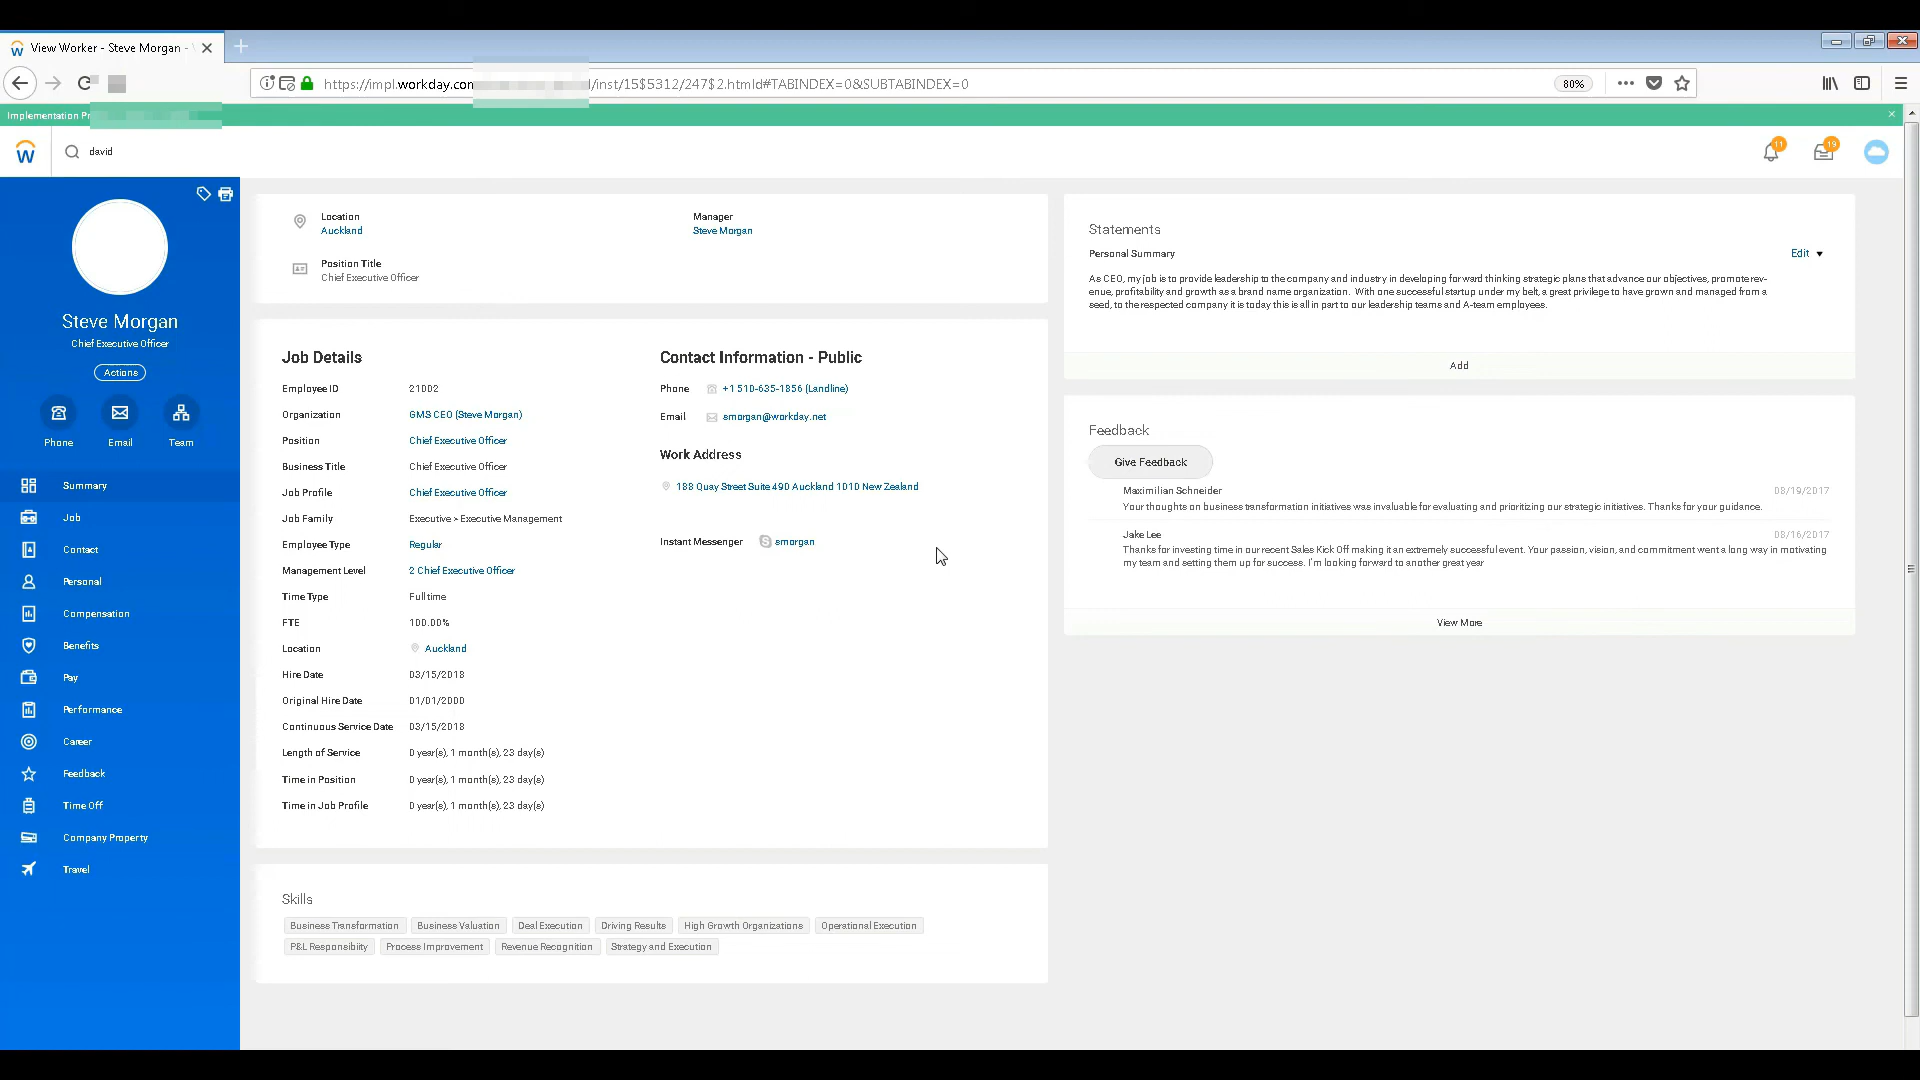 View Worker - Steve Morgan -
https://impl.workday.com
/inst/15$5312/247$2.htmld#TABINDEX=0&SUBTABINDEX=0
80%
Implementation Pr
david
11
19
Steve Morgan
Chief Executive Officer
Actions
Phone
Email
Team
Summary
Job
Contact
Personal
Compensation
Benefits
Pay
Performance
Career
Feedback
Time Off
Company Property
Travel
Location
Auckland
Manager
Steve Morgan
Position Title
Chief Executive Officer
Job Details
Employee ID 21002
Organization GMS CEO (Steve Morgan)
Position Chief Executive Officer
Business Title Chief Executive Officer
Job Profile Chief Executive Officer
Job Family Executive > Executive Management
Employee Type Regular
Management Level 2 Chief Executive Officer
Time Type Full time
FTE 100.00%
Location Auckland
Hire Date 03/15/2018
Original Hire Date 01/01/2000
Continuous Service Date 03/15/2018
Length of Service 0 year(s), 1 month(s), 23 day(s)
Time in Position 0 year(s), 1 month(s), 23 day(s)
Time in Job Profile 0 year(s), 1 month(s), 23 day(s)
Contact Information - Public
Phone +1 510-635-1856 (Landline)
Email smorgan@workday.net
Work Address
188 Quay Street Suite 490 Auckland 1010 New Zealand
Instant Messenger smorgan
Skills
Business Transformation Business Valuation Deal Execution Driving Results High Growth Organizations Operational Execution
P&L Responsibiity Process Improvement Revenue Recognition Strategy and Execution
Statements
Personal Summary
Edit
As CEO, my job is to provide leadership to the company and industry in developing forward thinking strategic plans that advance our objectives, promote rev-
enue, profitability and growth as a brand name organization. With one successful startup under my belt, a great privilege to have grown and managed from a
seed, to the respected company it is today this is all in part to our leadership teams and A-team employees.
Add
Feedback
Give Feedback
Maximilian Schneider 08/19/2017
Your thoughts on business transformation initiatives was invaluable for evaluating and prioritizing our strategic initiatives. Thanks for your guidance.
Jake Lee 08/16/2017
Thanks for investing time in our recent Sales Kick Off making it an extremely successful event. Your passion, vision, and commitment went a long way in motivating
my team and setting them up for success. I'm looking forward to another great year
View More